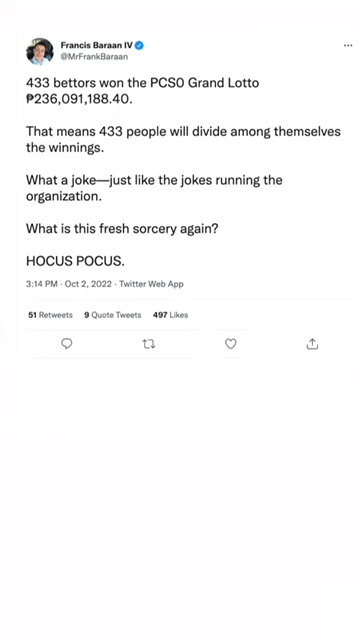 Francis Baraan IV
@MrFrankBaraan
433 bettors won the PCSO Grand Lotto
₱236,091,188.40.
That means 433 people will divide among themselves
the winnings.
What a joke—just like the jokes running the
organization.
What is this fresh sorcery again?
HOCUS POCUS.
3:14 PM · Oct 2, 2022 · Twitter Web App
51 Retweets 9 Quote Tweets 497 Likes